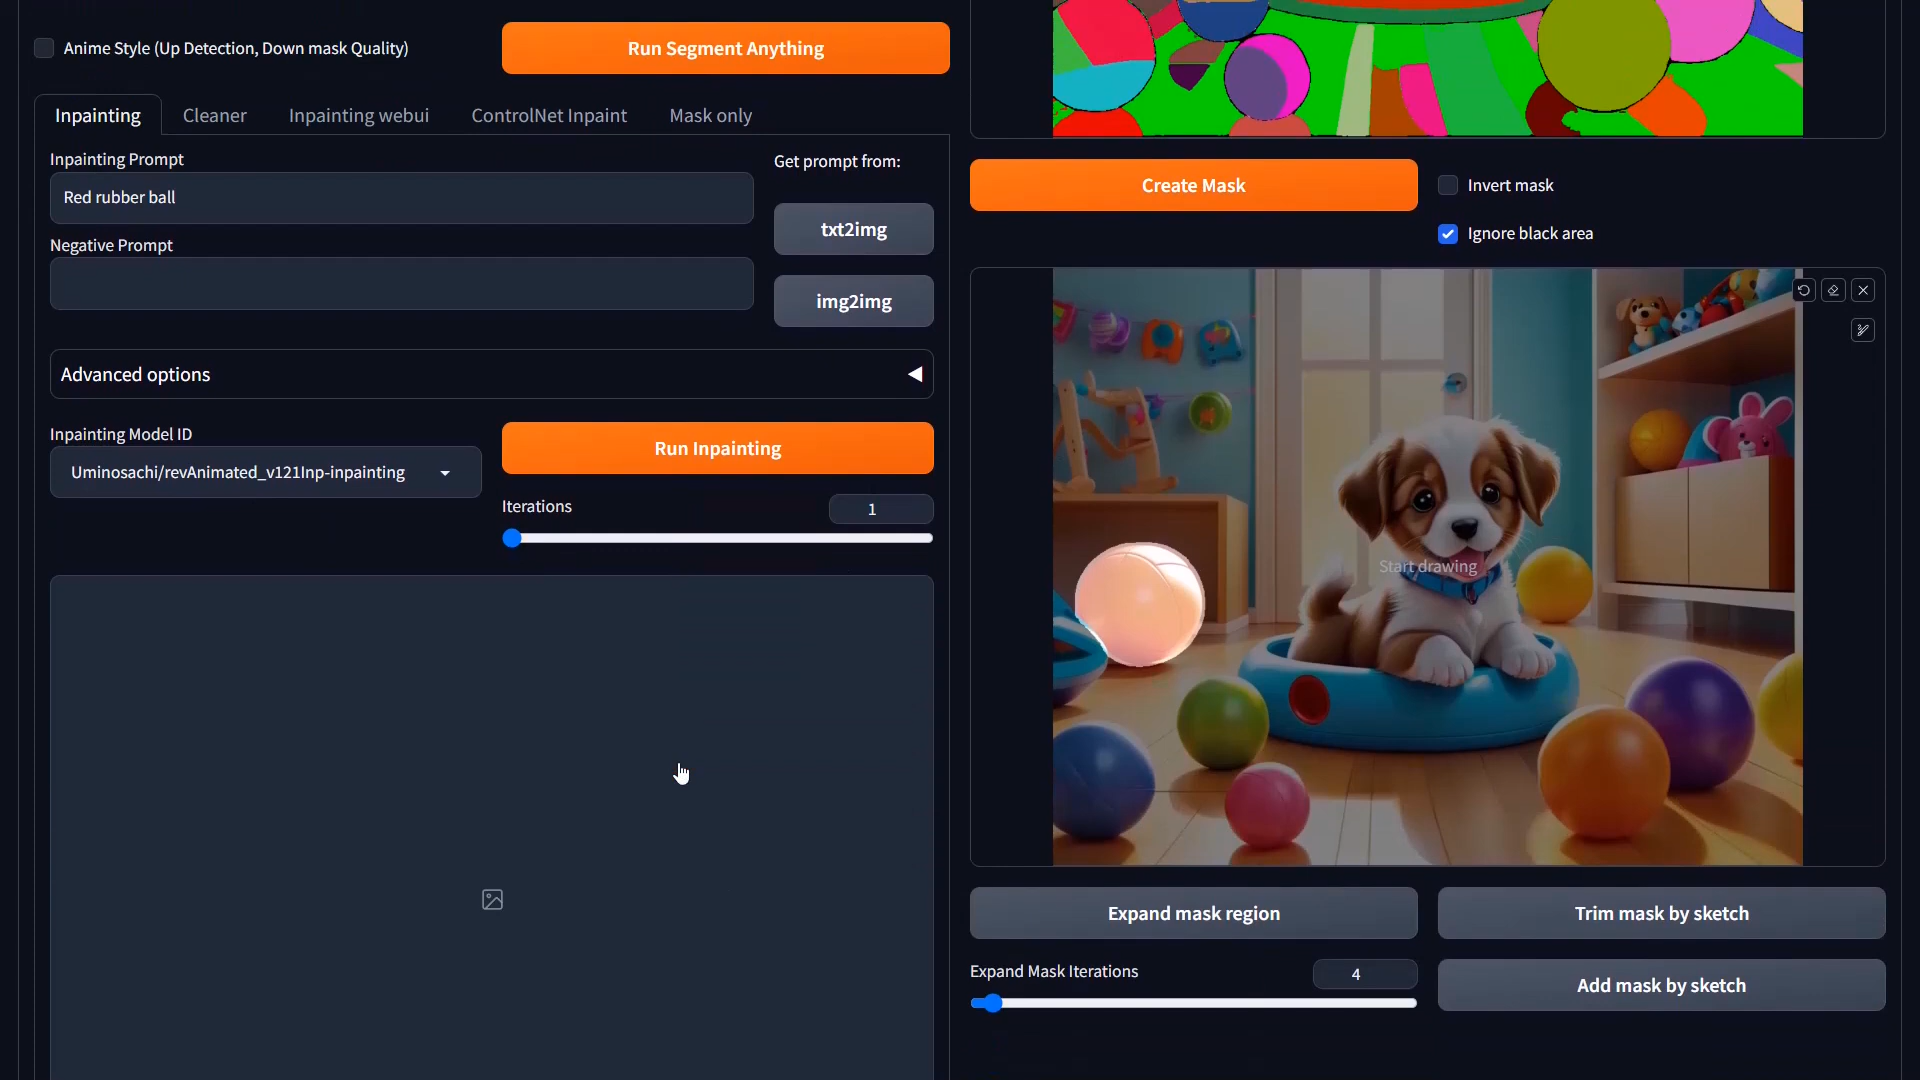 Anime Style (Up Detection, Down mask Quality)
Run Segment Anything
Inpainting
Cleaner
Inpainting webui
ControlNet Inpaint
Mask only
Inpainting Prompt
Get prompt from:
Red rubber ball
txt2img
Negative Prompt
img2img
Advanced options
Inpainting Model ID
Uminosachi/revAnimated_v121Inp-inpainting
Run Inpainting
Iterations
1
Create Mask
Invert mask
Ignore black area
Start drawing
Expand mask region
Trim mask by sketch
Expand Mask Iterations
4
Add mask by sketch